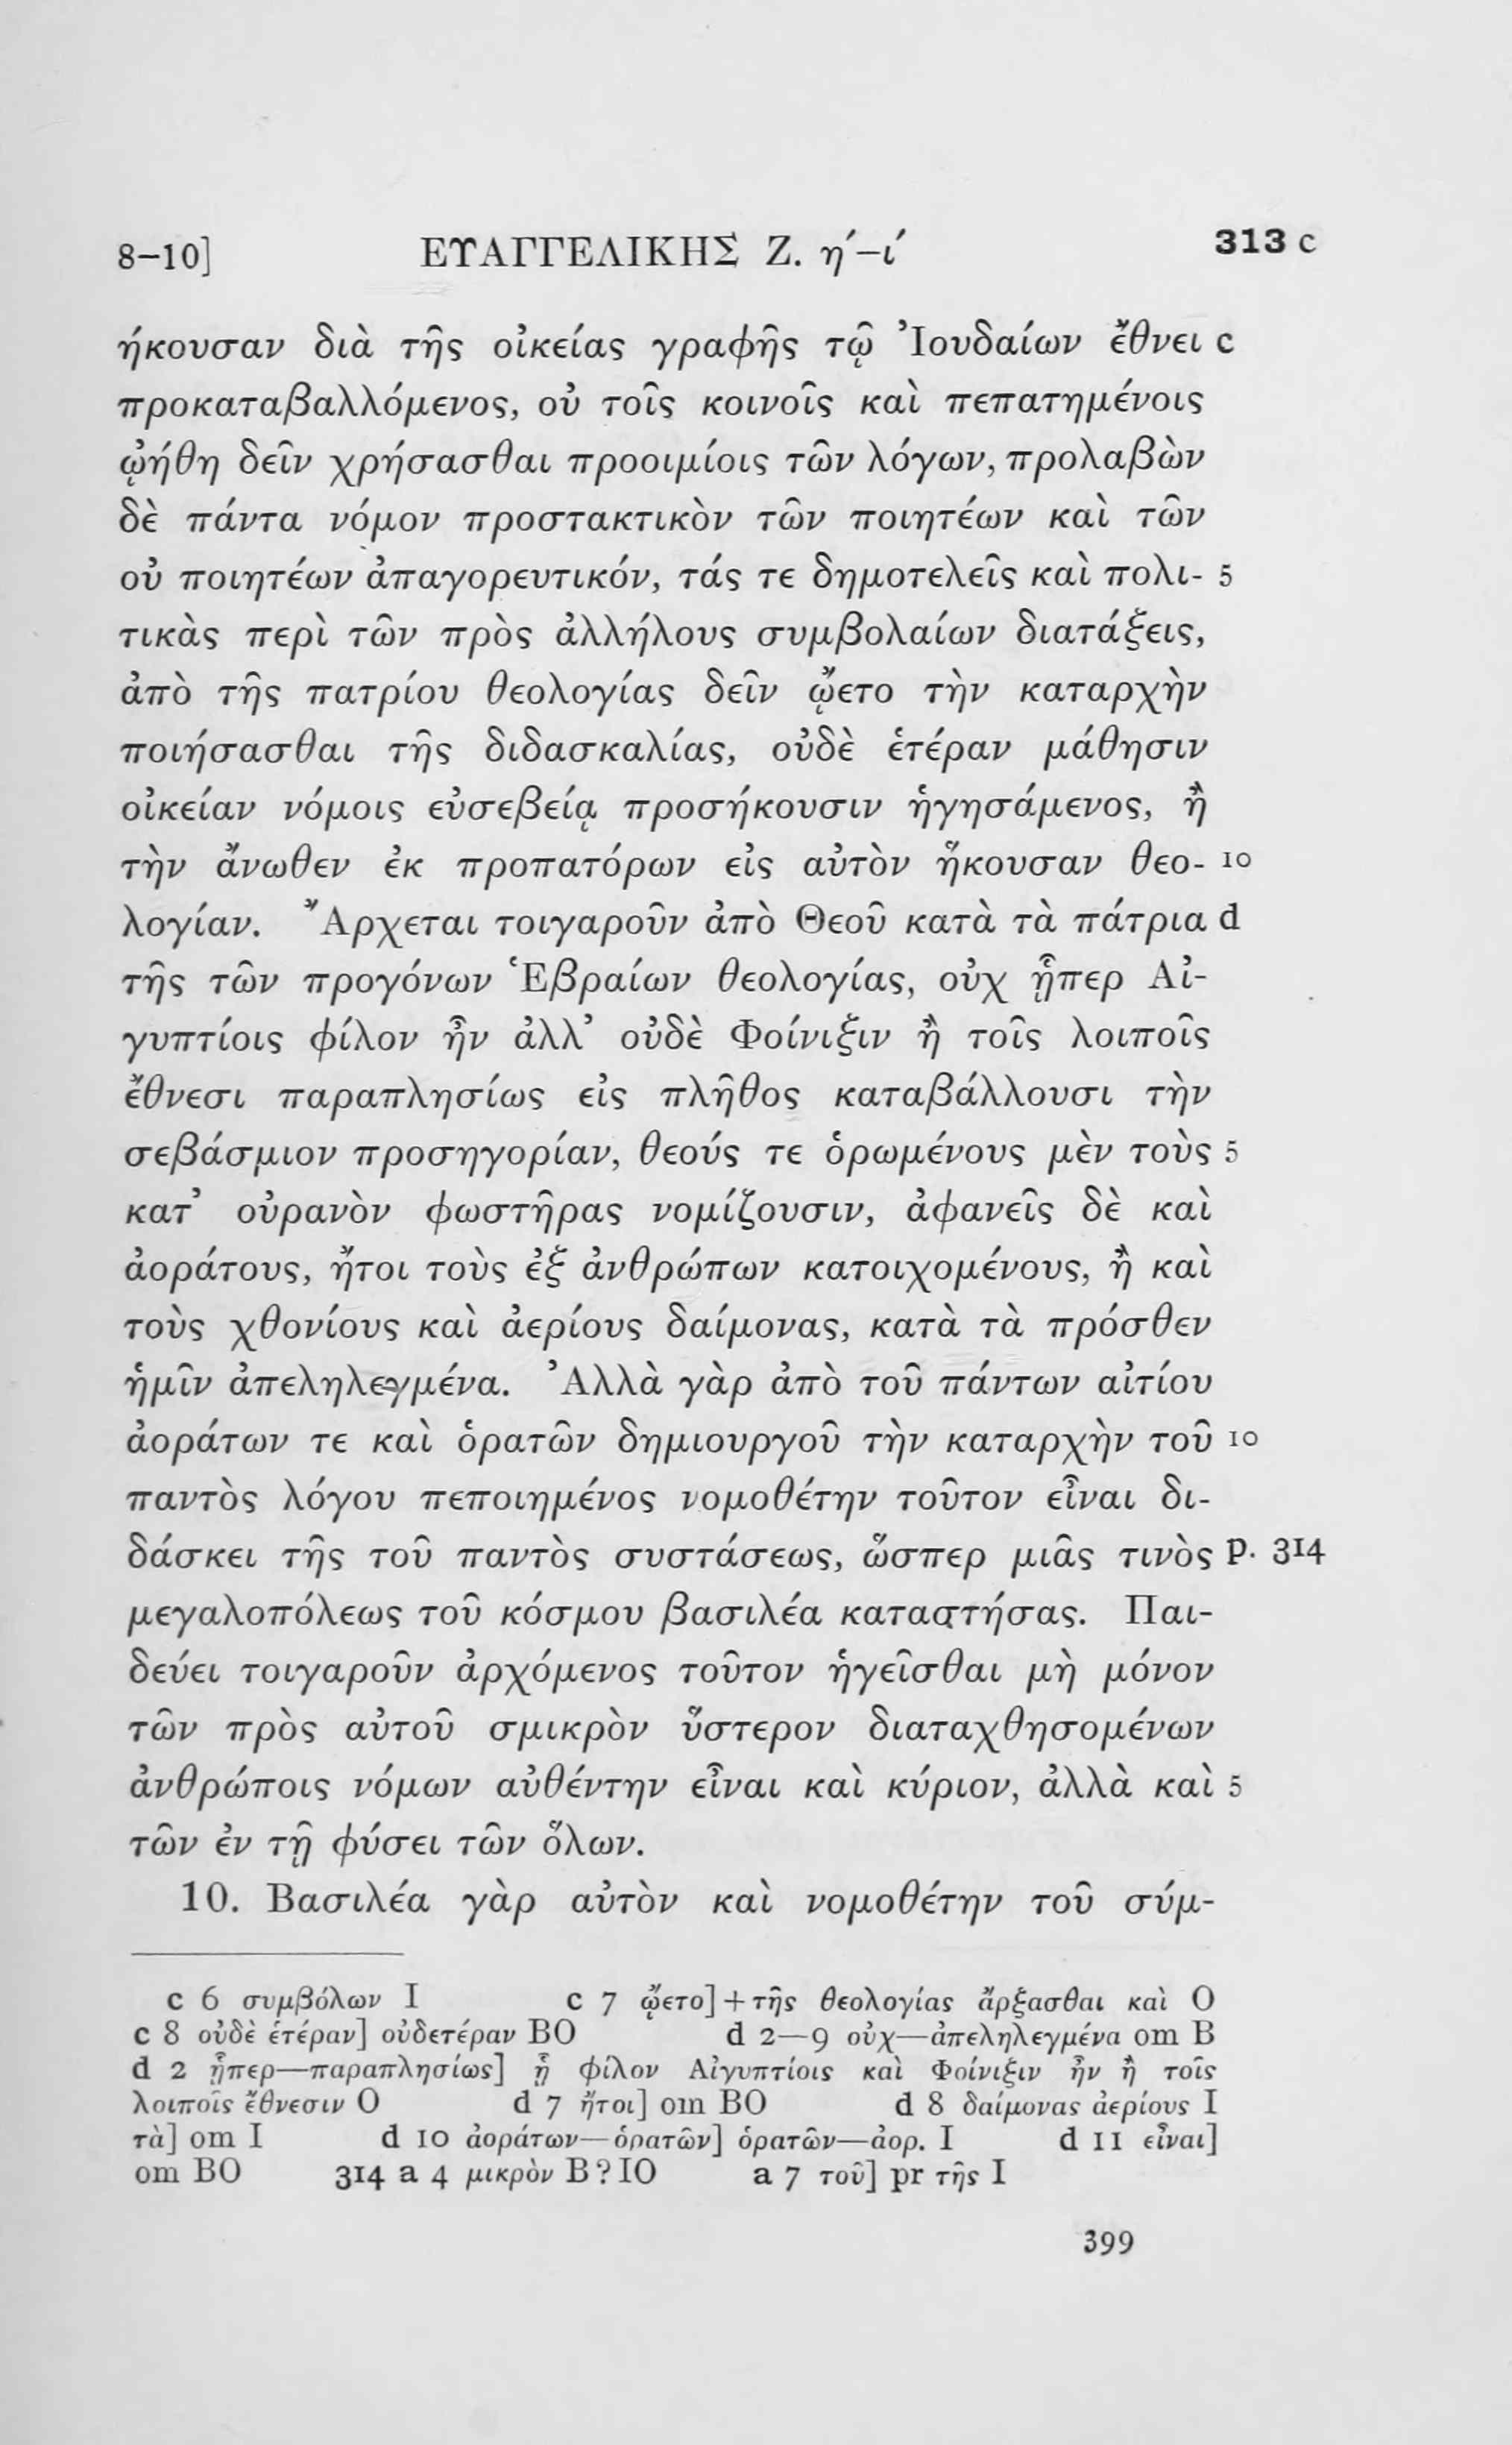 8–10] ΕΥΑΓΓΕΛΙΚΗΣ Ζ. η΄–ι΄ 313 c
ήκουσαν διὰ τῆς οἰκείας γραφῆς τῷ Ἰουδαίων ἔθνει c
προκαταβαλλόμενος, οὐ τοῖς κοινοῖς καὶ πεπατημένοις
ᾠήθη δεῖν χρήσασθαι προοιμίοις τῶν λόγων, προλαβὼν
δὲ πάντα νόμον προστακτικὸν τῶν ποιητέων καὶ τῶν
οὐ ποιητέων ἀπαγορευτικόν, τάς τε δημοτελεῖς καὶ πολι- 5
τικὰς περὶ τῶν πρὸς ἀλλήλους συμβολαίων διατάξεις,
ἀπὸ τῆς πατρίου θεολογίας δεῖν ᾤετο τὴν καταρχὴν
ποιήσασθαι τῆς διδασκαλίας, οὐδὲ ἑτέραν μάθησιν
οἰκείαν νόμοις εὐσεβείᾳ προσήκουσιν ἡγησάμενος, ἢ
τὴν ἄνωθεν ἐκ προπατόρων εἰς αὐτὸν ἥκουσαν θεο- 10
λογίαν. Ἄρχεται τοιγαροῦν ἀπὸ Θεοῦ κατὰ τὰ πάτρια d
τῆς τῶν προγόνων Ἑβραίων θεολογίας, οὐχ ᾗπερ Αἰ-
γυπτίοις φίλον ἦν ἀλλ’ οὐδὲ Φοίνιξιν ἢ τοῖς λοιποῖς
ἔθνεσι παραπλησίως εἰς πλῆθος καταβάλλουσι τὴν
σεβάσμιον προσηγορίαν, θεούς τε ὁρωμένους μὲν τοὺς 5
κατ’ οὐρανὸν φωστῆρας νομίζουσιν, ἀφανεῖς δὲ καὶ
ἀοράτους, ἤτοι τοὺς ἐξ ἀνθρώπων κατοιχομένους, ἢ καὶ
τοὺς χθονίους καὶ ἀερίους δαίμονας, κατὰ τὰ πρόσθεν
ἡμῖν ἀπεληλεγμένα. Ἀλλὰ γὰρ ἀπὸ τοῦ πάντων αἰτίου
ἀοράτων τε καὶ ὁρατῶν δημιουργοῦ τὴν καταρχὴν τοῦ 10
παντὸς λόγου πεποιημένος νομοθέτην τοῦτον εἶναι δι-
δάσκει τῆς τοῦ παντὸς συστάσεως, ὥσπερ μιᾶς τινὸς p. 314
μεγαλοπόλεως τοῦ κόσμου βασιλέα καταστήσας. Παι-
δεύει τοιγαροῦν ἀρχόμενος τοῦτον ἡγεῖσθαι μὴ μόνον
τῶν πρὸς αὐτοῦ σμικρὸν ὕστερον διαταχθησομένων
ἀνθρώποις νόμων αὐθέντην εἶναι καὶ κύριον, ἀλλὰ καὶ 5
τῶν ἐν τῇ φύσει τῶν ὅλων.
10. Βασιλέα γὰρ αὐτὸν καὶ νομοθέτην τοῦ σύμ-
c 6 συμβόλων I c 7 ᾤετο]+τῆς θεολογίας ἄρξασθαι καὶ O
c 8 οὐδὲ ἑτέραν] οὐδετέραν BO d 2—9 οὐχ—ἀπεληλεγμένα om B
d 2 ᾗπερ—παραπλησίως] ᾗ φίλον Αἰγυπτίοις καὶ Φοίνιξιν ἦν ἢ τοῖς
λοιποῖς ἔθνεσιν O d 7 ἤτοι] om BO d 8 δαίμονας ἀερίους I
τὰ] om I d 10 ἀοράτων—ὁρατῶν] ὁρατῶν—ἀορ. I d 11 εἶναι]
om BO 314 a 4 μικρὸν B?IO a 7 τοῦ] pr τῆς I
399